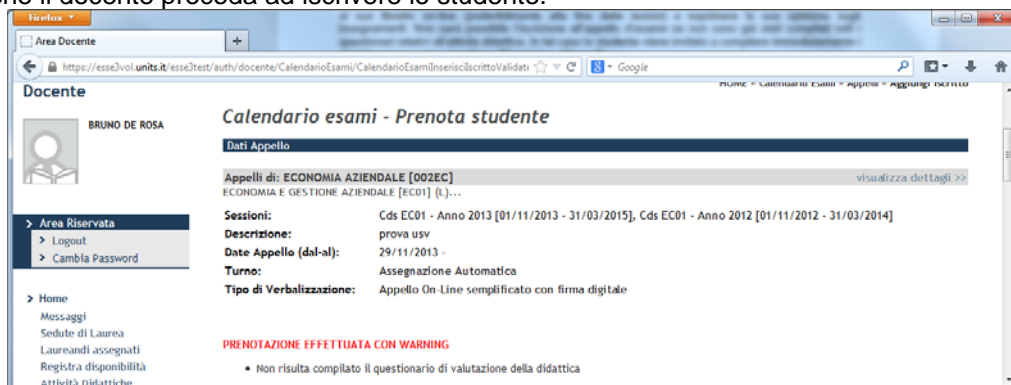 che il docente proceda ad iscrivere lo studente.
Firefox
Area Docente
https://esse3vol.units.it/esse3test/auth/docente/CalendarioEsami/CalendarioEsamiInserisciIscrittoValidate
Google
Docente
HOME » Calendario Esami » Appelli » Aggiungi Iscritto
BRUNO DE ROSA
Calendario esami - Prenota studente
Dati Appello
Appelli di: ECONOMIA AZIENDALE [002EC]
visualizza dettagli >>
ECONOMIA E GESTIONE AZIENDALE [EC01] (L)...
Sessioni: Cds EC01 - Anno 2013 [01/11/2013 - 31/03/2015], Cds EC01 - Anno 2012 [01/11/2012 - 31/03/2014]
Descrizione: prova usv
Date Appello (dal-al): 29/11/2013 -
Turno: Assegnazione Automatica
Tipo di Verbalizzazione: Appello On-Line semplificato con firma digitale
> Area Riservata
> Logout
> Cambia Password
> Home
Messaggi
Sedute di Laurea
Laureandi assegnati
Registra disponibilità
Attività Didattiche
PRENOTAZIONE EFFETTUATA CON WARNING
• Non risulta compilato il questionario di valutazione della didattica